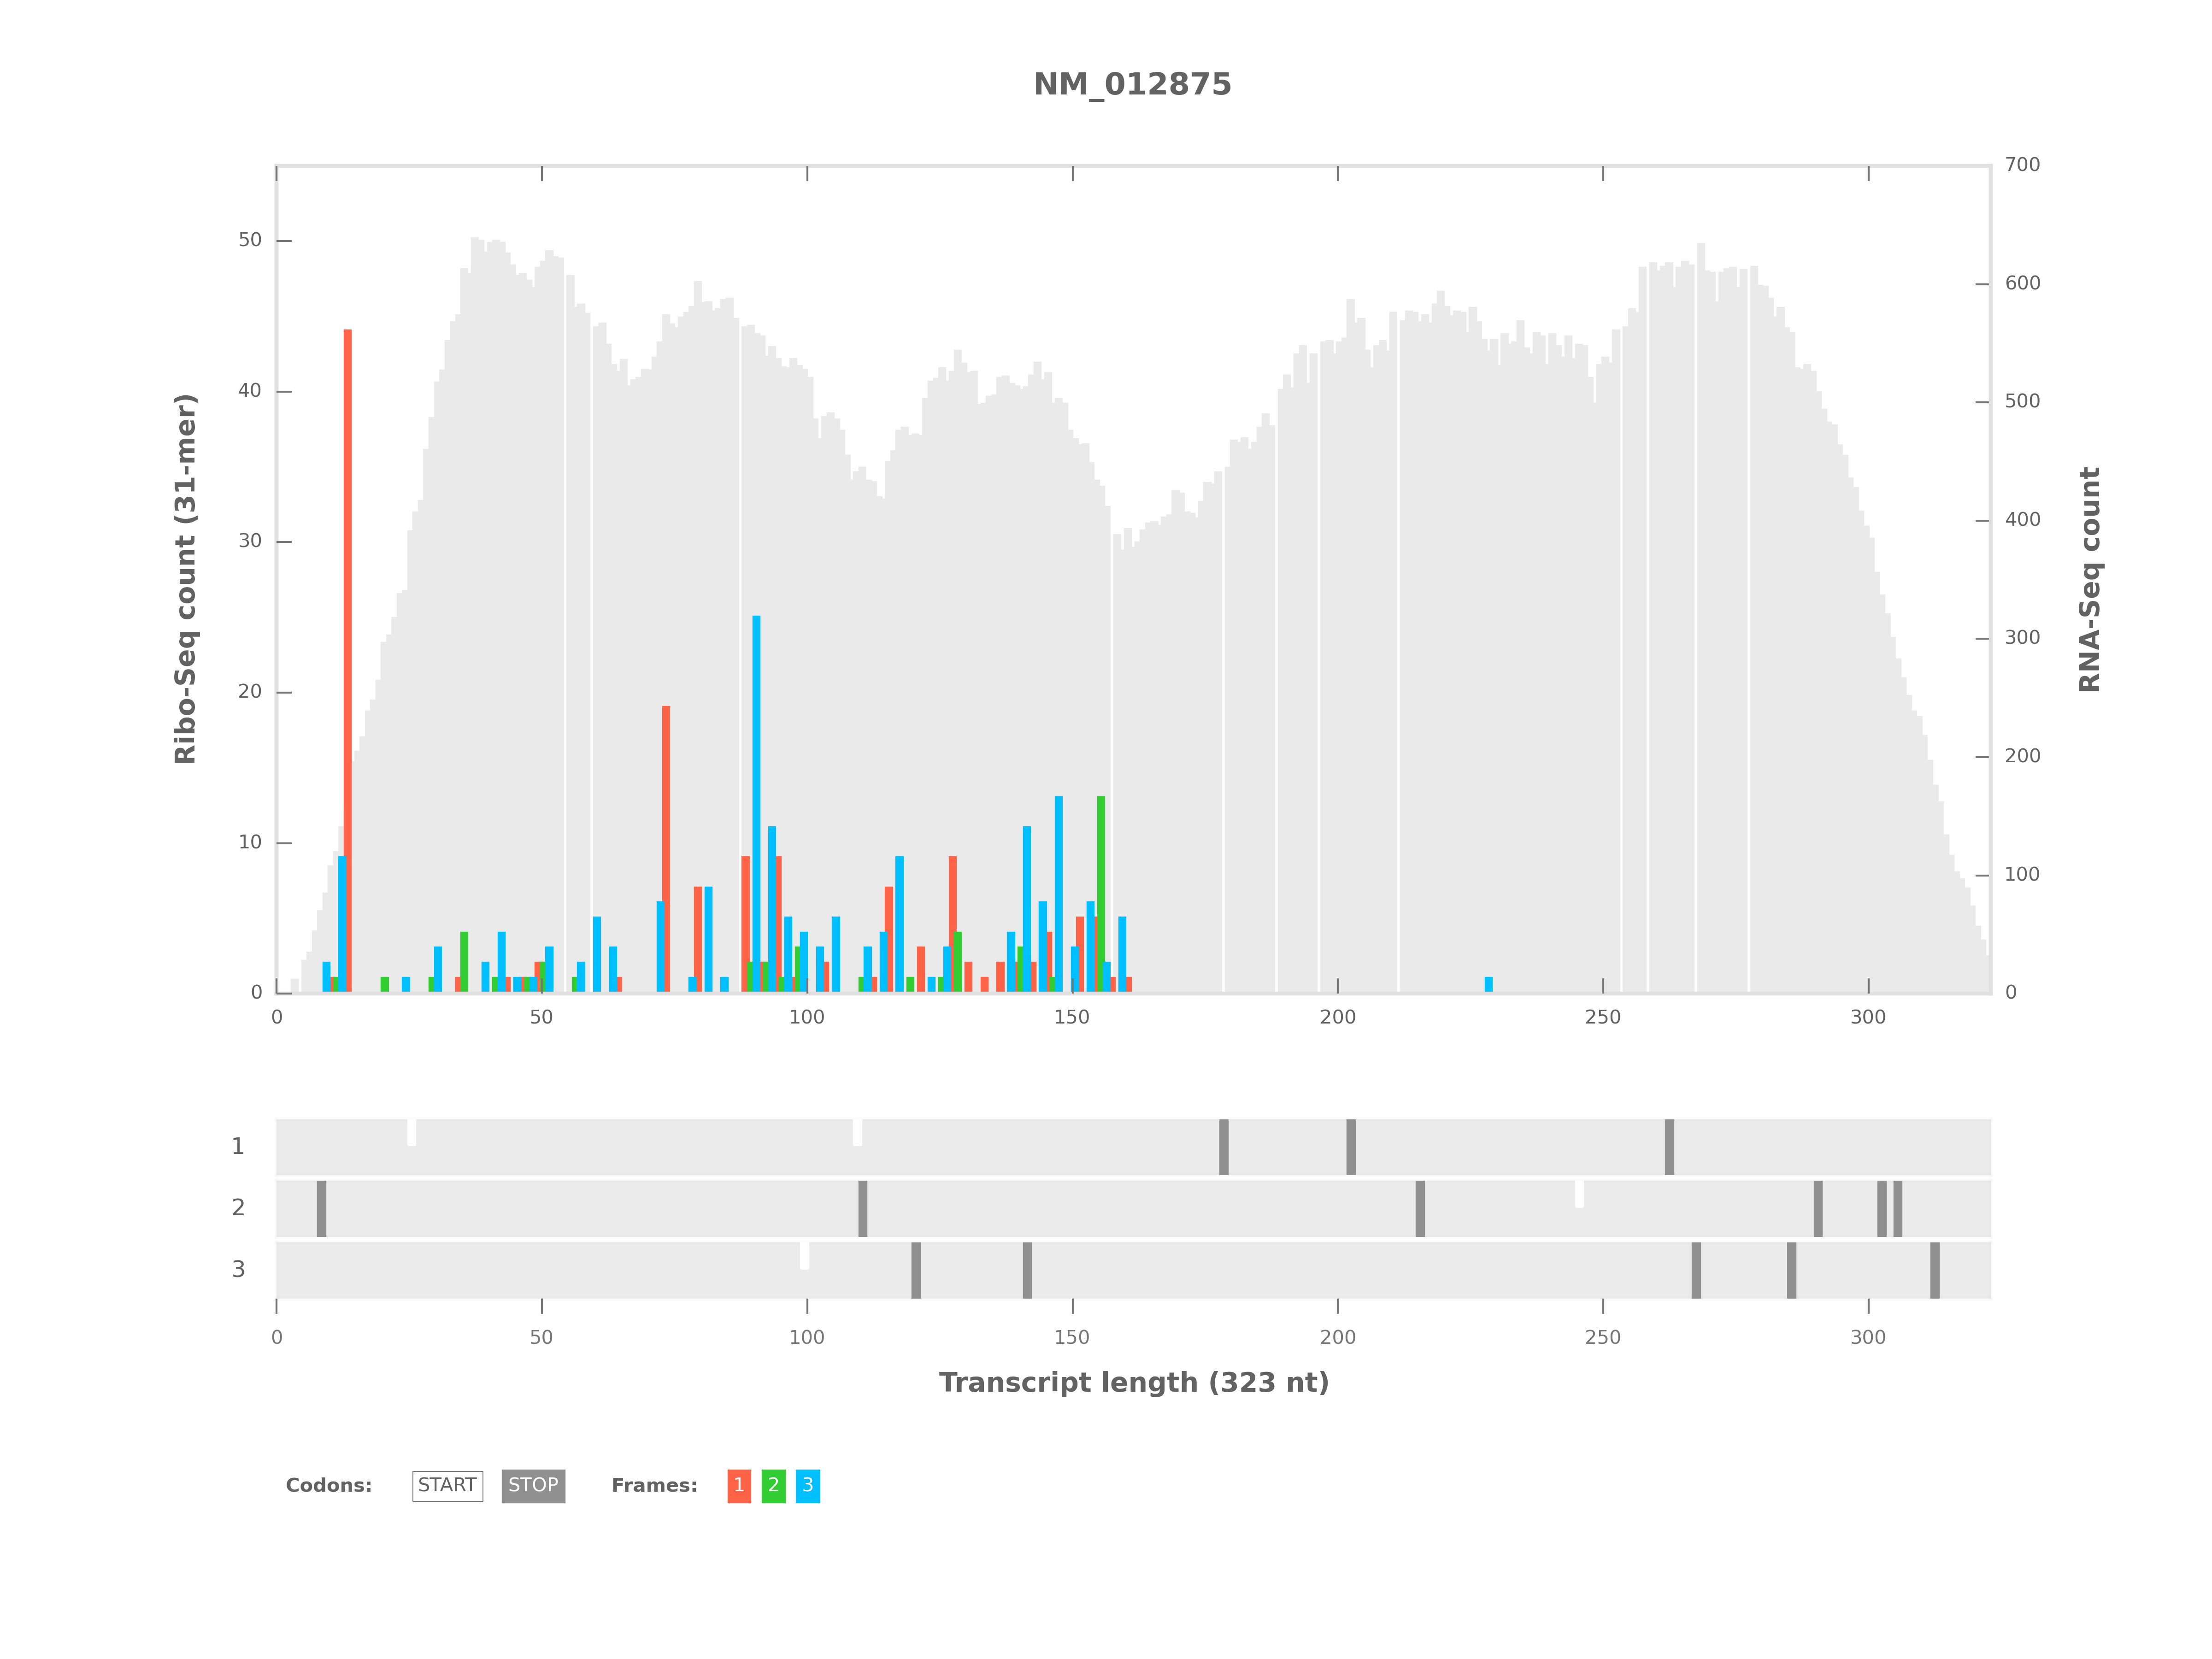 NM_012875
700
50
600
40
500
400
30
300
20
200
10
100
0
0
Ribo-Seq count (31-mer)
RNA-Seq count
0 50 100 150 200 250 300
1
2
3
0 50 100 150 200 250 300
Transcript length (323 nt)
Codons: START STOP Frames: 1 2 3